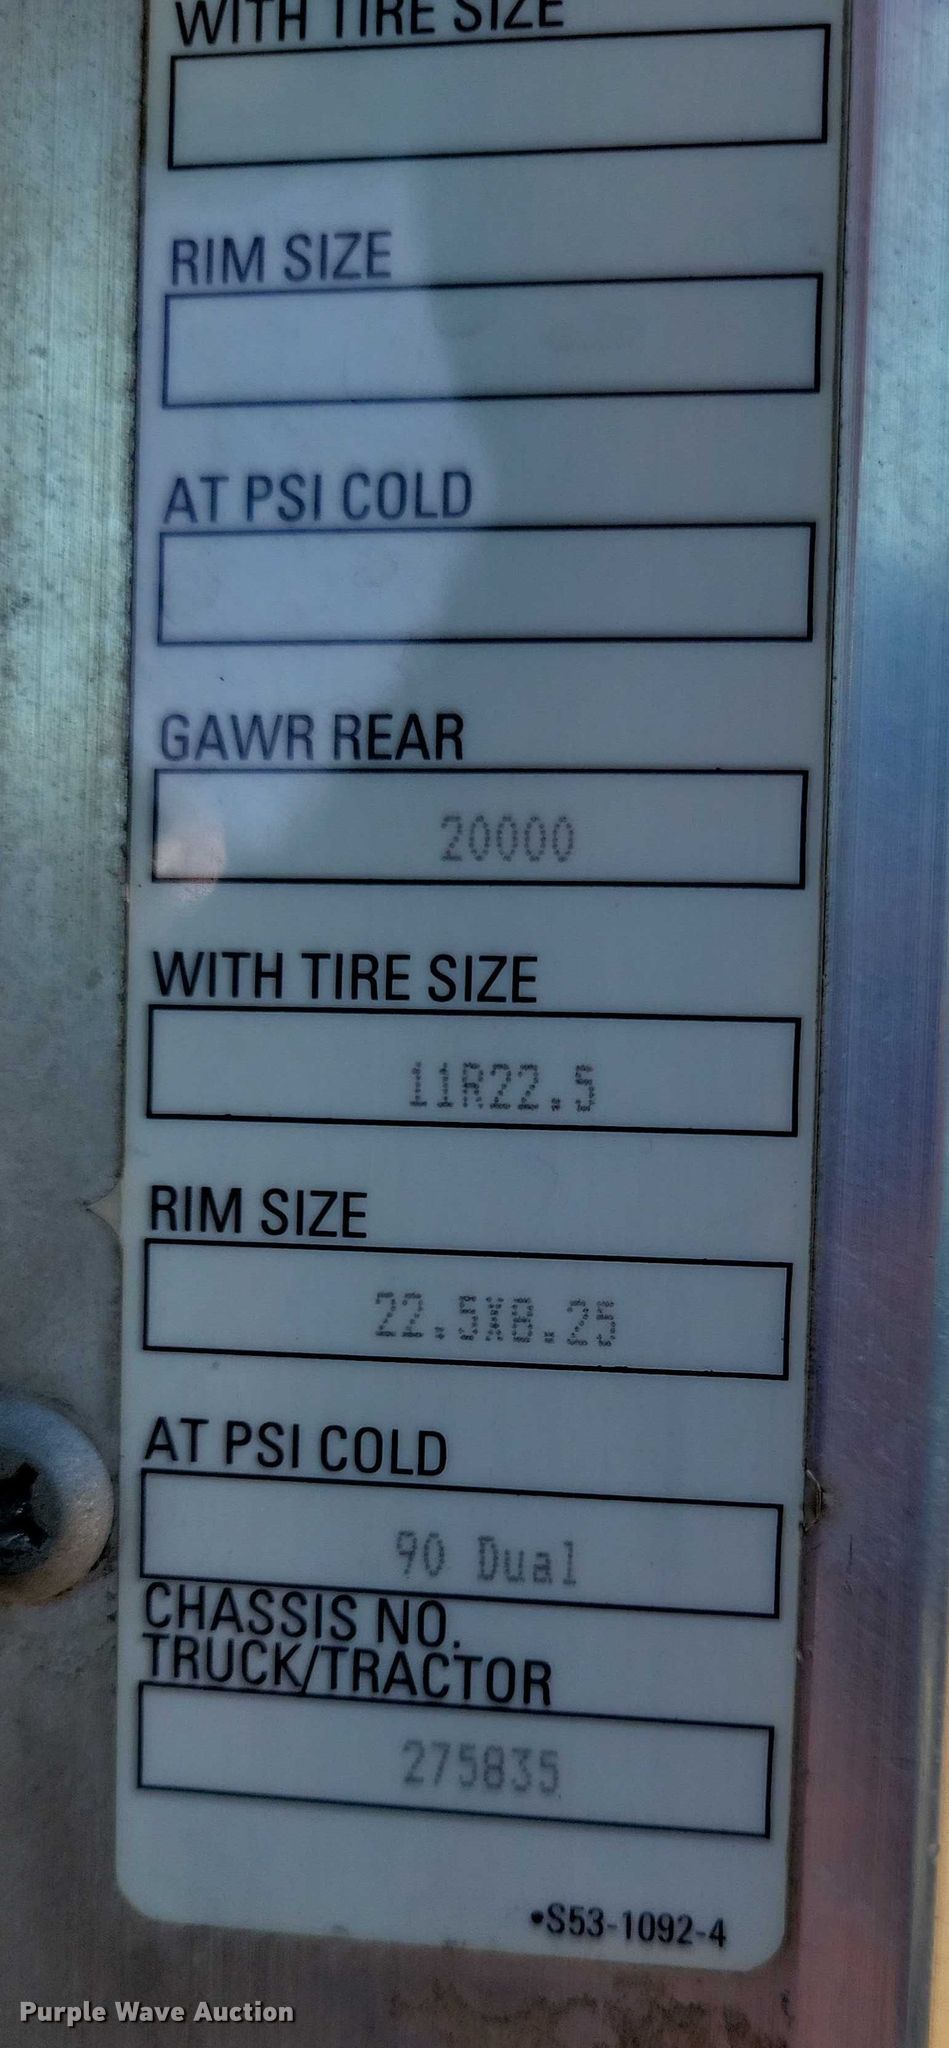 WITH TIRE SIZE
RIM SIZE
AT PSI COLD
GAWR REAR
20000
WITH TIRE SIZE
11R22.5
RIM SIZE
22.5X8.25
AT PSI COLD
90 Dual
CHASSIS NO.
TRUCK/TRACTOR
275835
•S53-1092-4
Purple Wave Auction